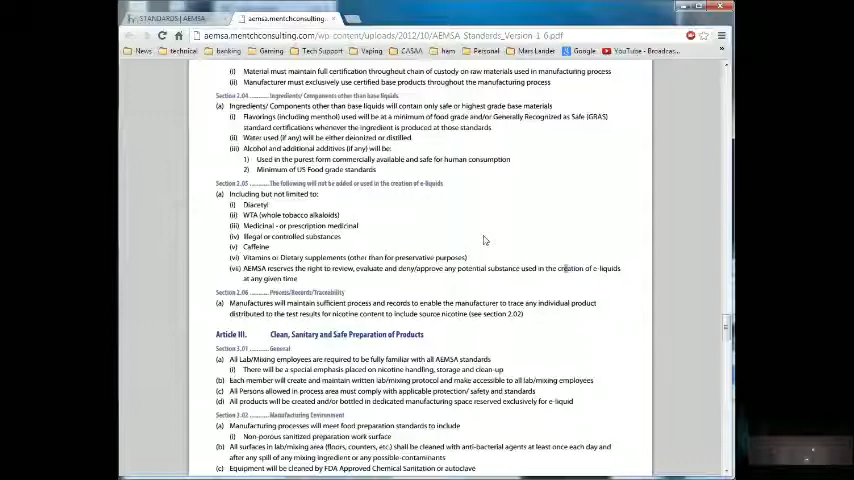 STANDARDS | AEMSA
aemsa.mentchconsulting.
aemsa.mentchconsulting.com/wp-content/uploads/2012/10/AEMSA_Standards_Version-1_6.pdf
News technical banking Gaming Tech Support Vaping CASAA ham Personal Mars Lander Google YouTube - Broadcas...
(i) Material must maintain full certification throughout chain of custody on raw materials used in manufacturing process
(ii) Manufacturer must exclusively use certified base products throughout the manufacturing process
Section 2.04 .......... Ingredients/ Components other than base liquids
(a) Ingredients/ Components other than base liquids will contain only safe or highest grade base materials
(i) Flavorings (including menthol) used will be at a minimum of food grade and/or Generally Recognized as Safe (GRAS)
standard certifications whenever the ingredient is produced at those standards
(ii) Water used (if any) will be either deionized or distilled
(iii) Alcohol and additional additives (if any) will be:
1) Used in the purest form commercially available and safe for human consumption
2) Minimum of US Food grade standards
Section 2.05 .......... The following will not be added or used in the creation of e-liquids
(a) Including but not limited to:
(i) Diacetyl
(ii) WTA (whole tobacco alkaloids)
(iii) Medicinal - or prescription medicinal
(iv) Illegal or controlled substances
(v) Caffeine
(vi) Vitamins or Dietary supplements (other than for preservative purposes)
(vii) AEMSA reserves the right to review, evaluate and deny/approve any potential substance used in the creation of e-liquids
at any given time
Section 2.06 .......... Process/Records/Traceability
(a) Manufactures will maintain sufficient process and records to enable the manufacturer to trace any individual product
distributed to the test results for nicotine content to include source nicotine (see section 2.02)
Article III. Clean, Sanitary and Safe Preparation of Products
Section 3.01 .......... General
(a) All Lab/Mixing employees are required to be fully familiar with all AEMSA standards
(i) There will be a special emphasis placed on nicotine handling, storage and clean-up
(b) Each member will create and maintain written lab/mixing protocol and make accessible to all lab/mixing employees
(c) All Persons allowed in process area must comply with applicable protection/ safety and standards
(d) All products will be created and/or bottled in dedicated manufacturing space reserved exclusively for e-liquid
Section 3.02 .......... Manufacturing Environment
(a) Manufacturing processes will meet food preparation standards to include
(i) Non-porous sanitized preparation work surface
(b) All surfaces in lab/mixing area (floors, counters, etc.) shall be cleaned with anti-bacterial agents at least once each day and
after any spill of any mixing ingredient or any possible-contaminants
(c) Equipment will be cleaned by FDA Approved Chemical Sanitation or autoclave